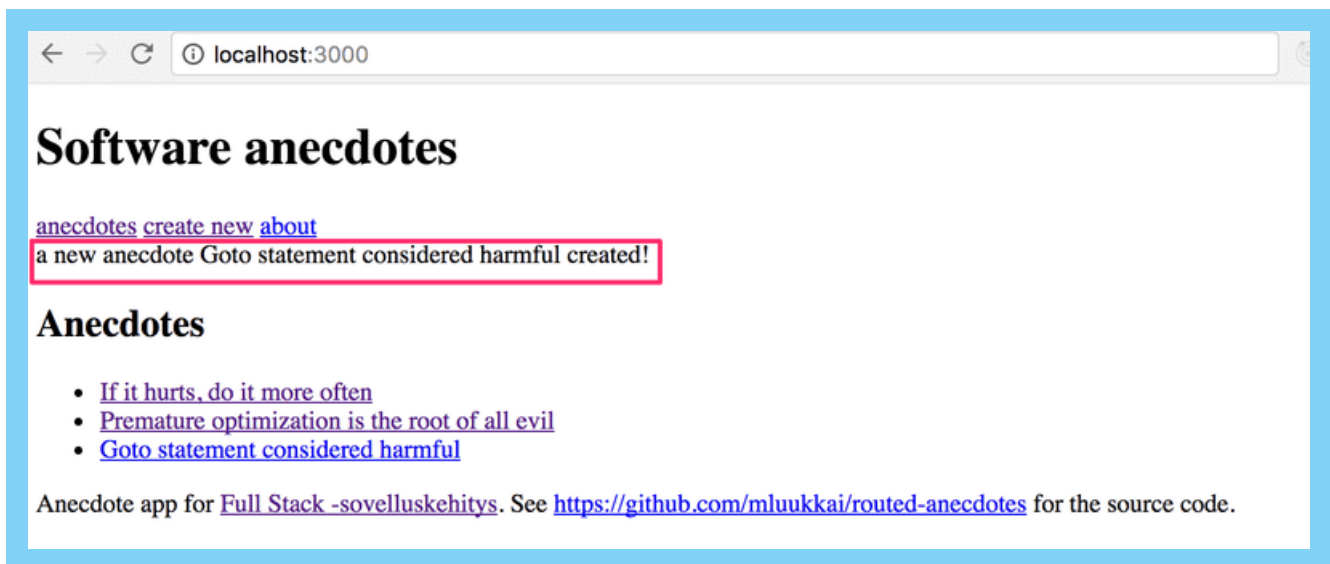 localhost:3000
Software anecdotes
anecdotes create new about
a new anecdote Goto statement considered harmful created!
Anecdotes
If it hurts, do it more often
Premature optimization is the root of all evil
Goto statement considered harmful
Anecdote app for Full Stack -sovelluskehitys. See https://github.com/mluukkai/routed-anecdotes for the source code.